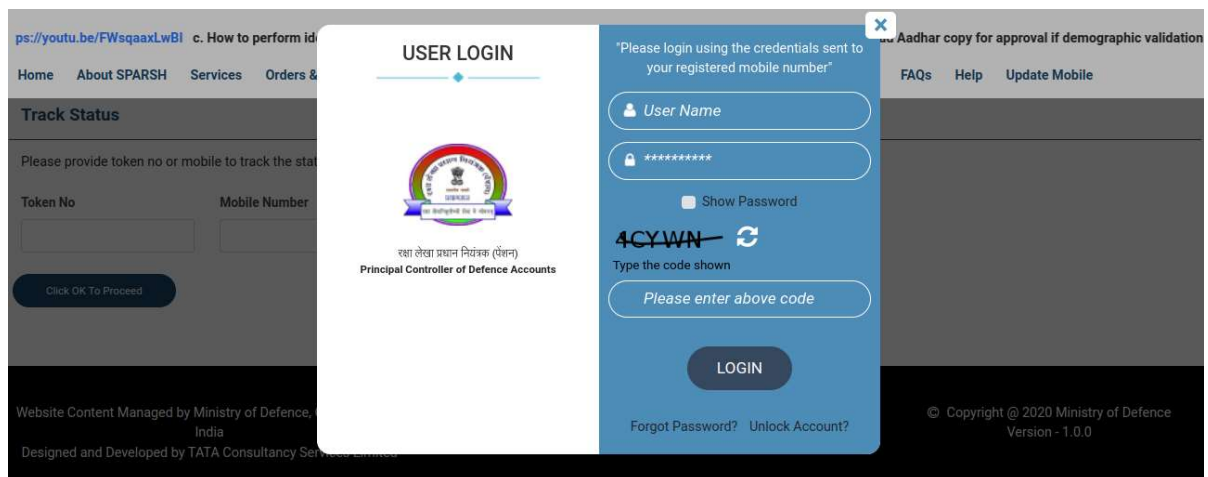 ps://youtu.be/FWsqaaxLwBI c. How to perform ide
Aadhar copy for approval if demographic validation
Home About SPARSH Services Orders &
FAQs Help Update Mobile
Track Status
Please provide token no or mobile to track the stat
Token No Mobile Number
Click OK To Proceed
USER LOGIN
रक्षा लेखा प्रधान नियंत्रक (पेंशन)
Principal Controller of Defence Accounts
"Please login using the credentials sent to
your registered mobile number"
User Name
**********
Show Password
4CYWN
Type the code shown
Please enter above code
LOGIN
Forgot Password? Unlock Account?
Website Content Managed by Ministry of Defence,
India
Designed and Developed by TATA Consultancy Services Limited
© Copyright @ 2020 Ministry of Defence
Version - 1.0.0